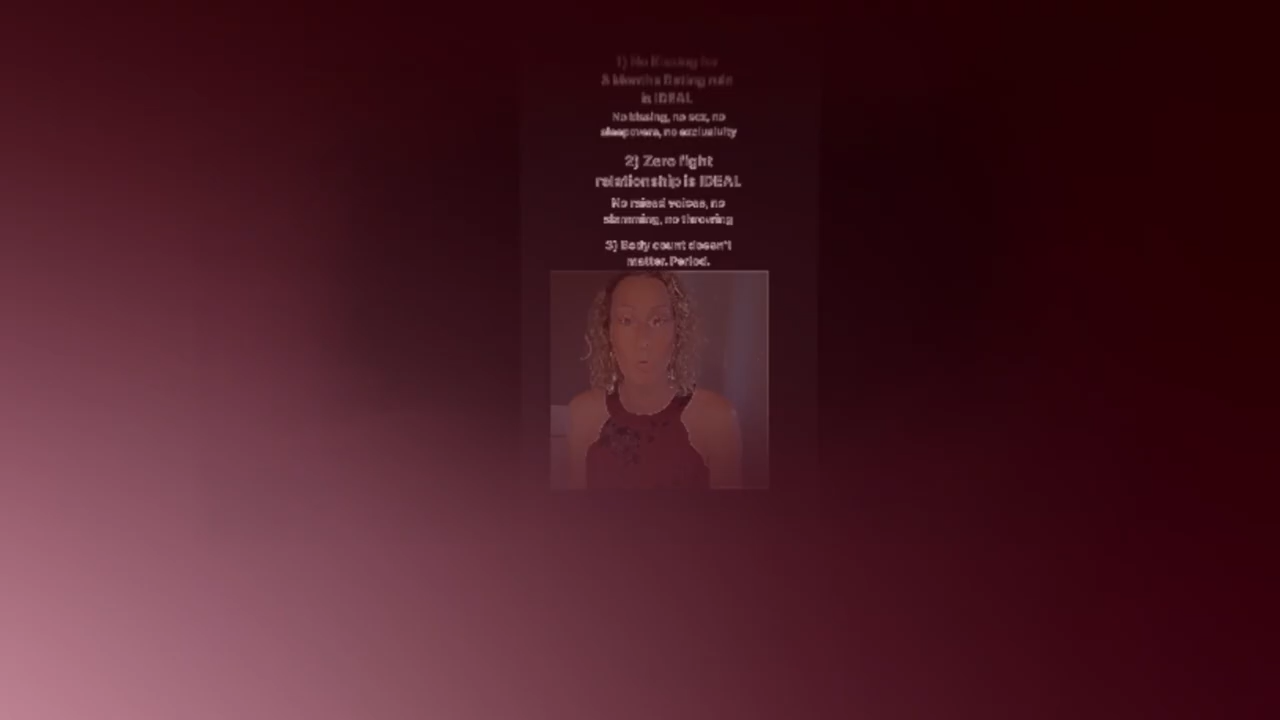 1) No Kissing for
3 Months Dating rule
is IDEAL
No kissing, no sex, no
sleepovers, no exclusivity
2) Zero fight
relationship is IDEAL
No raised voices, no
slamming, no throwing
3) Body count doesn't
matter. Period.